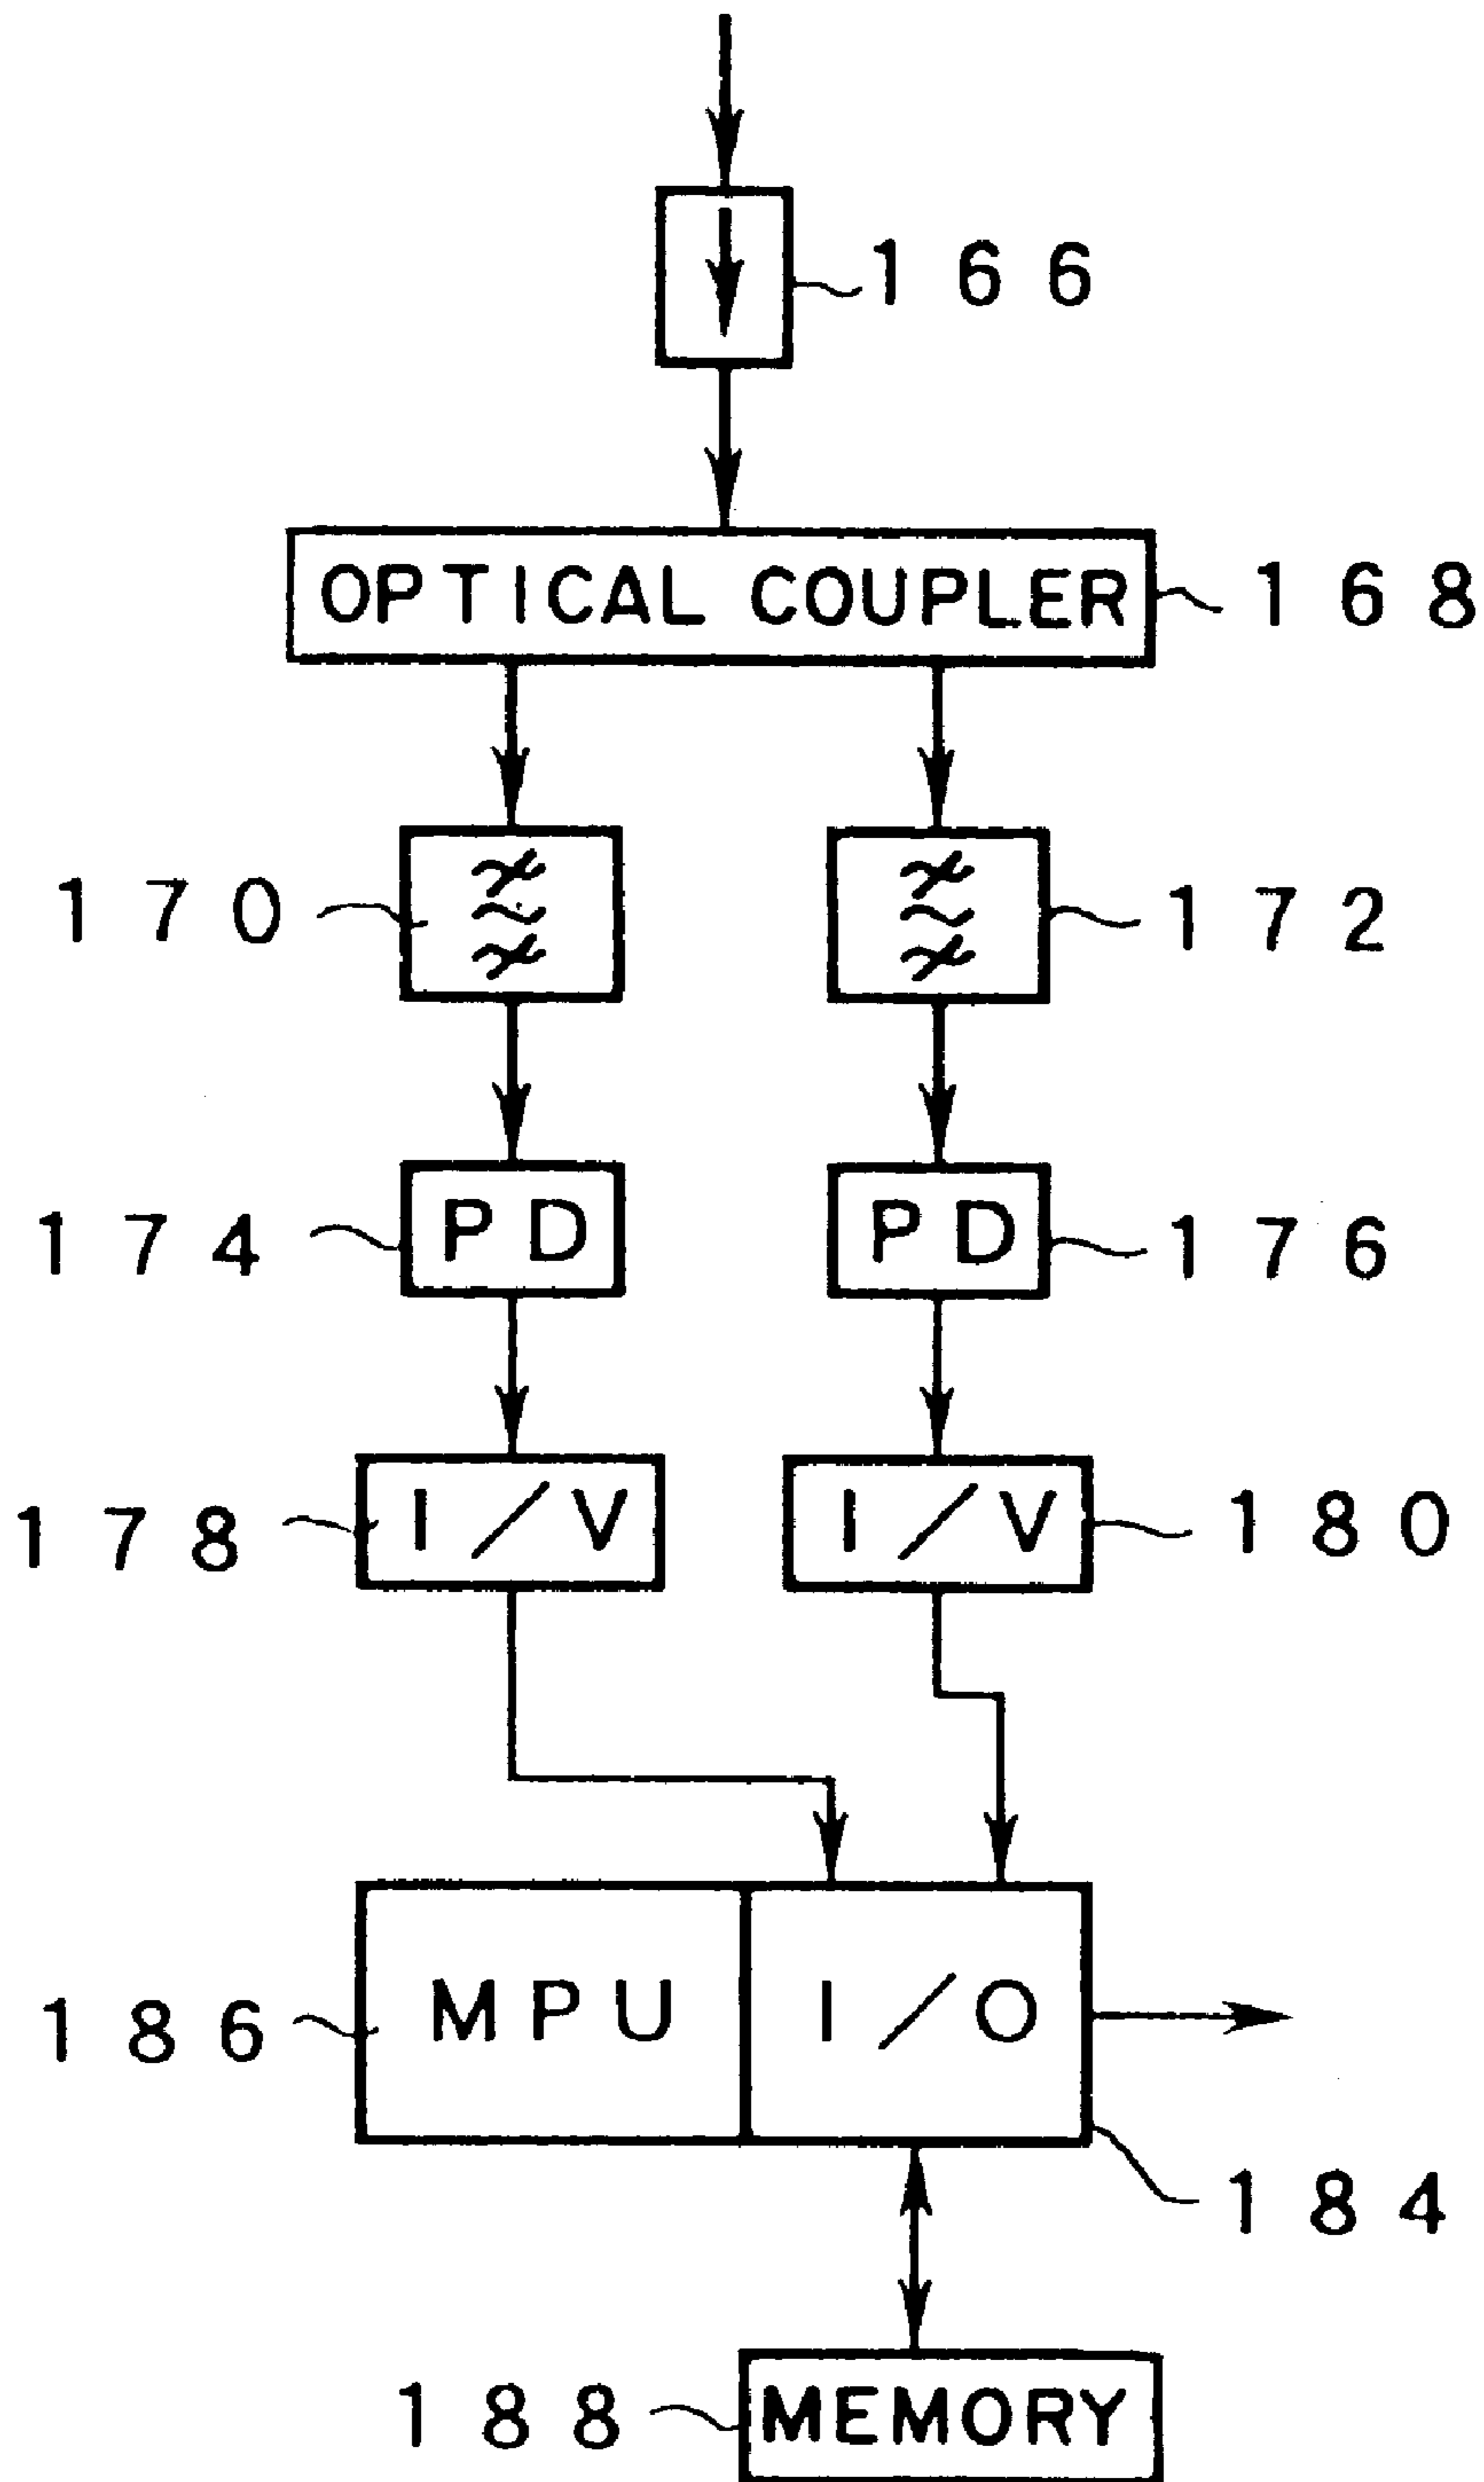 166
OPTICAL COUPLER 168
170 172
174 PD PD 176
178 I/V I/V 180
186 MPU I/O
184
188 MEMORY